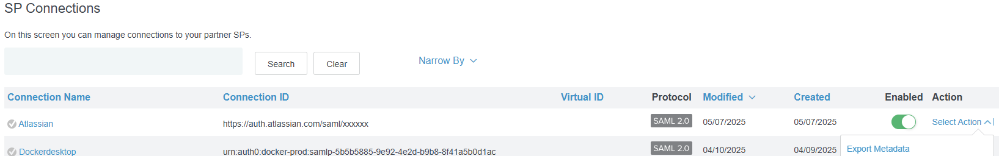 SP Connections
On this screen you can manage connections to your partner SPs.
Search Clear Narrow By
Connection Name Connection ID Virtual ID Protocol Modified Created Enabled Action
Atlassian https://auth.atlassian.com/saml/xxxxxx SAML 2.0 05/07/2025 05/07/2025 Select Action
Dockerdesktop urn:auth0:docker-prod:samlp-5b5b5885-9e92-4e2d-b9b8-8f41a5b0d1ac SAML 2.0 04/10/2025 04/09/2025 Export Metadata